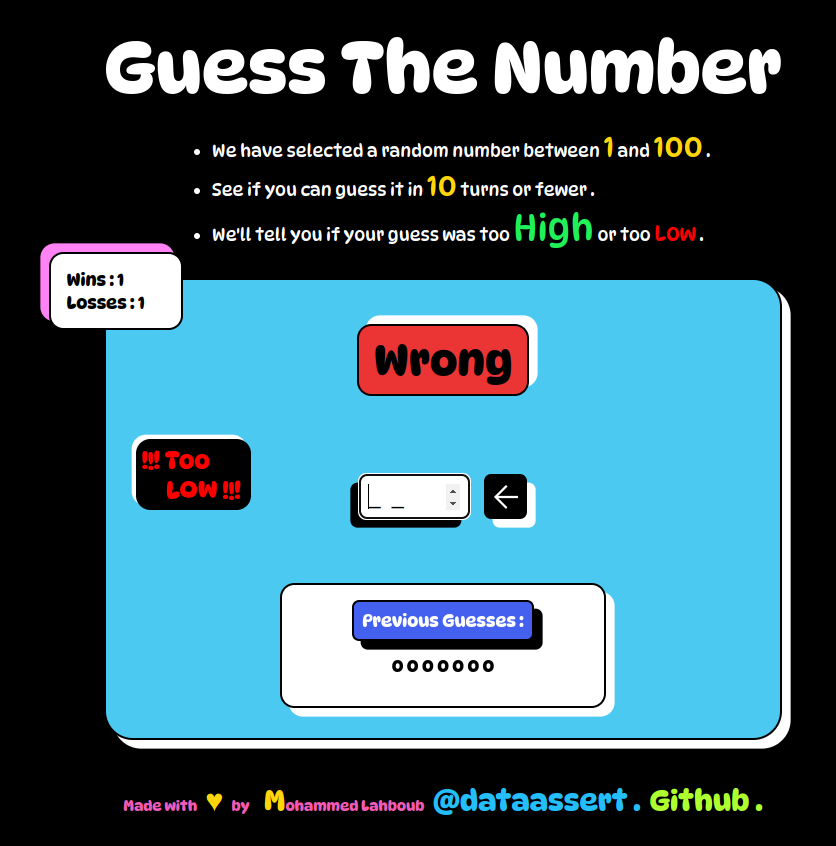 Guess The Number
We have selected a random number between 1 and 100 .
See if you can guess it in 10 turns or fewer .
We'll tell you if your guess was too High or too Low .
Wins : 1
Losses : 1
Wrong
!!! Too
LOW !!!
_ _
Previous Guesses :
0 0 0 0 0 0 0
Made with ♥ by Mohammed Lahboub @dataassert . Github .